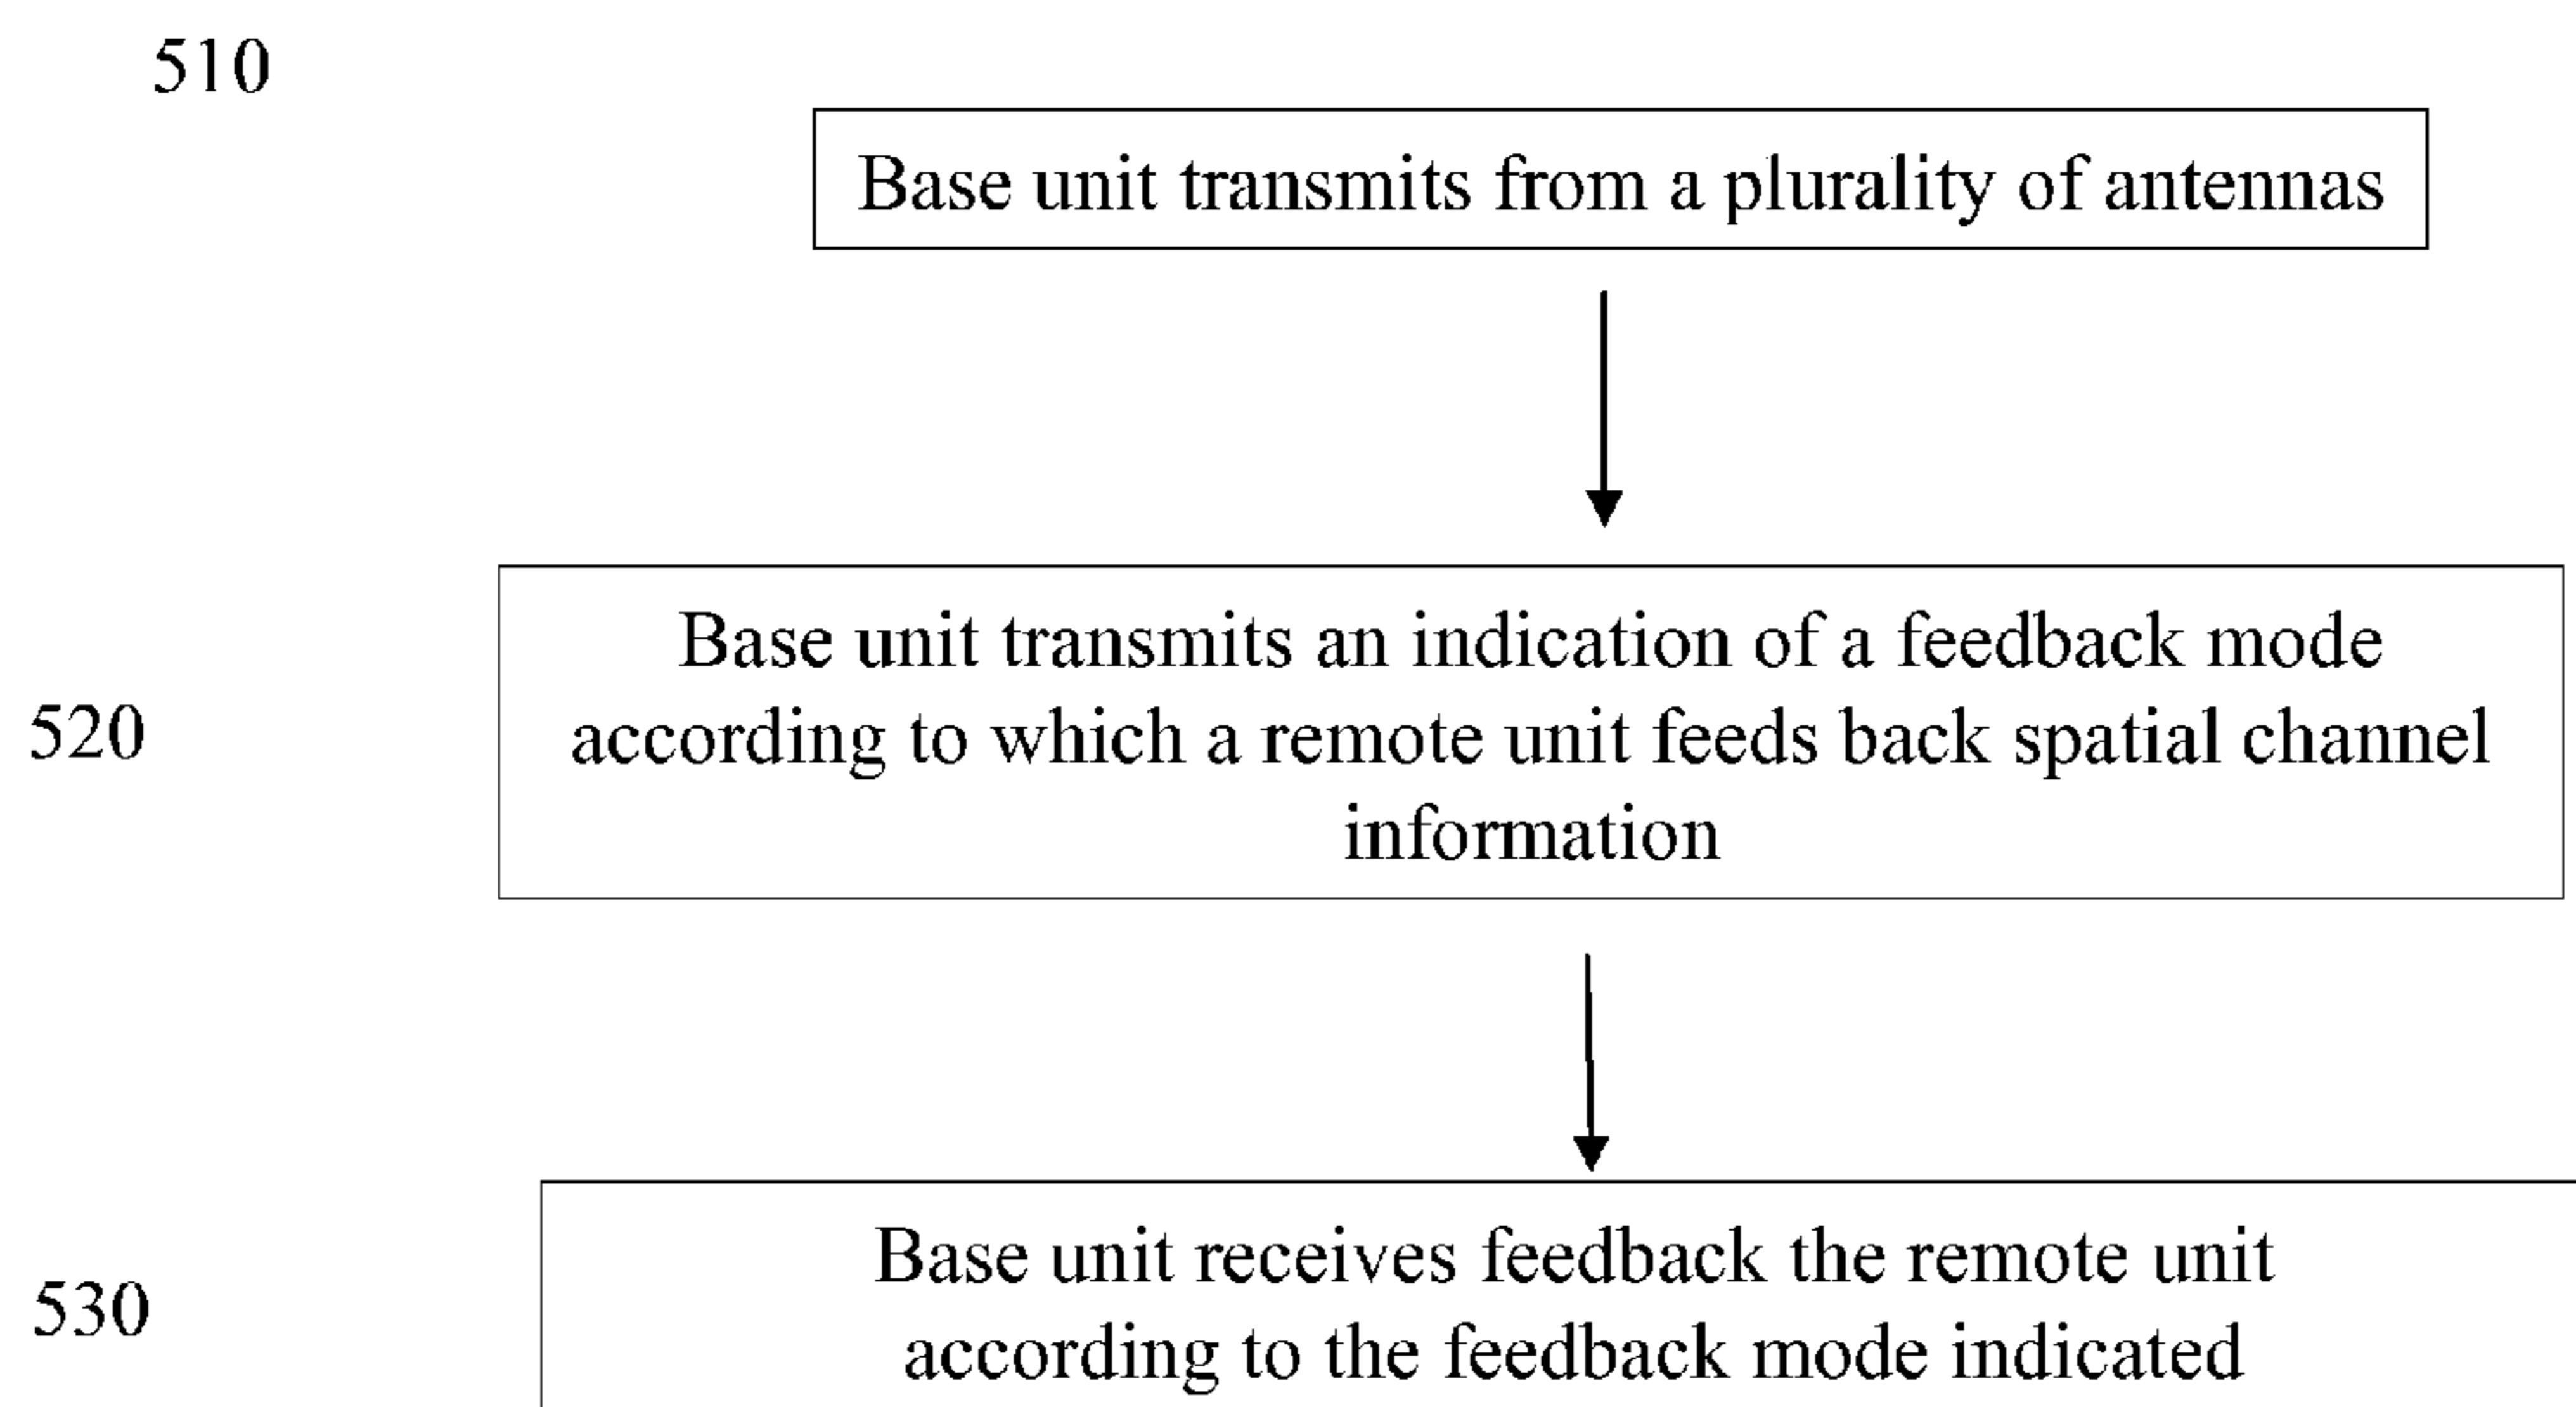 510
Base unit transmits from a plurality of antennas
Base unit transmits an indication of a feedback mode
520
according to which a remote unit feeds back spatial channel
information
Base unit receives feedback the remote unit
530
according to the feedback mode indicated